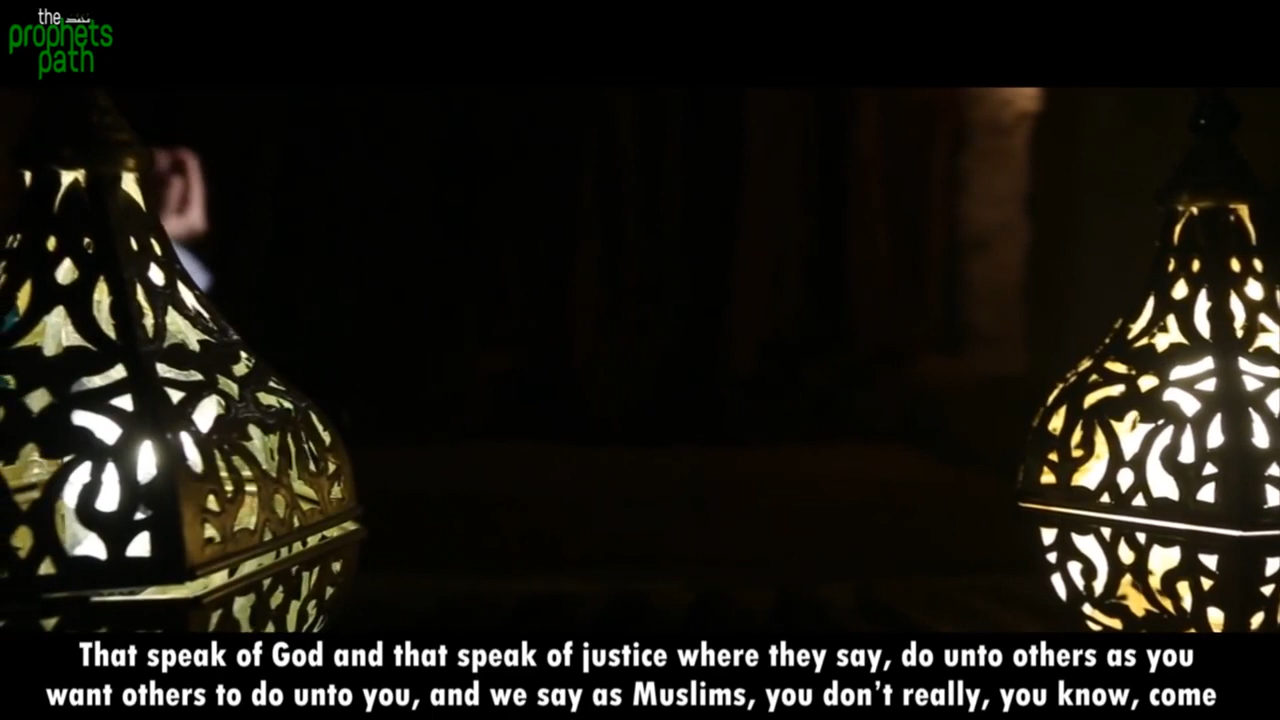 the
prophets
path
That speak of God and that speak of justice where they say, do unto others as you
want others to do unto you, and we say as Muslims, you don't really, you know, come